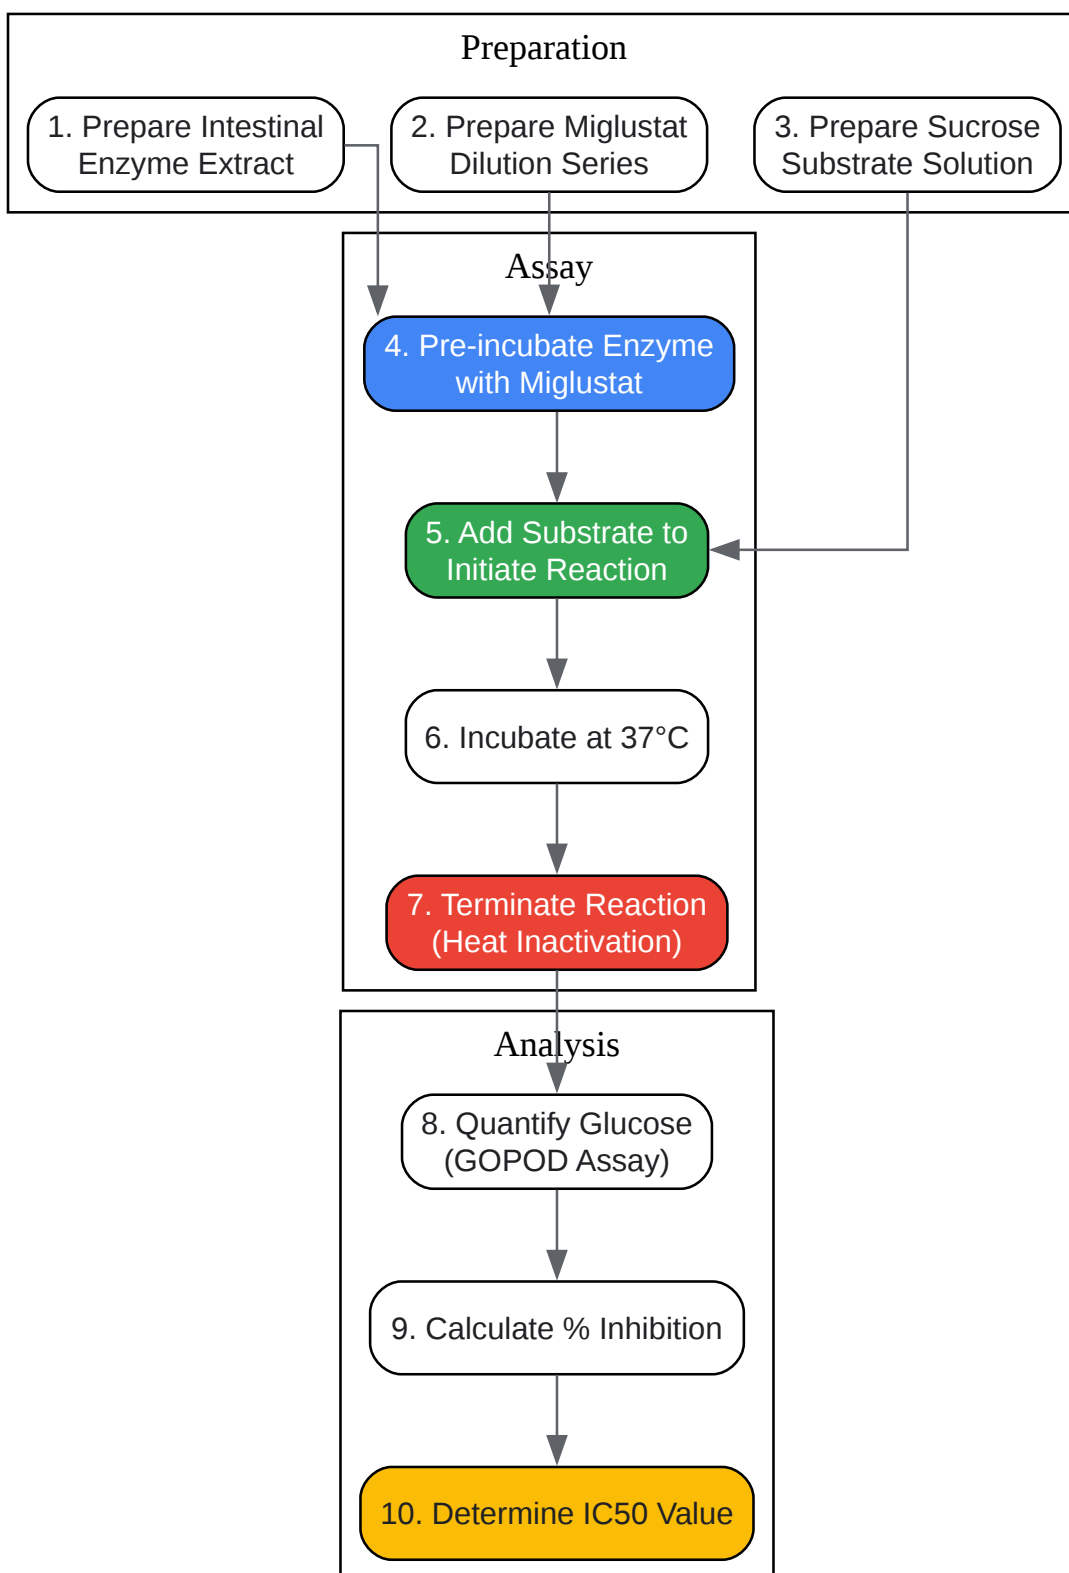 Preparation
1. Prepare Intestinal
Enzyme Extract
2. Prepare Miglustat
Dilution Series
3. Prepare Sucrose
Substrate Solution
Assay
4. Pre-incubate Enzyme
with Miglustat
5. Add Substrate to
Initiate Reaction
6. Incubate at 37°C
7. Terminate Reaction
(Heat Inactivation)
Analysis
8. Quantify Glucose
(GOPOD Assay)
9. Calculate % Inhibition
10. Determine IC50 Value